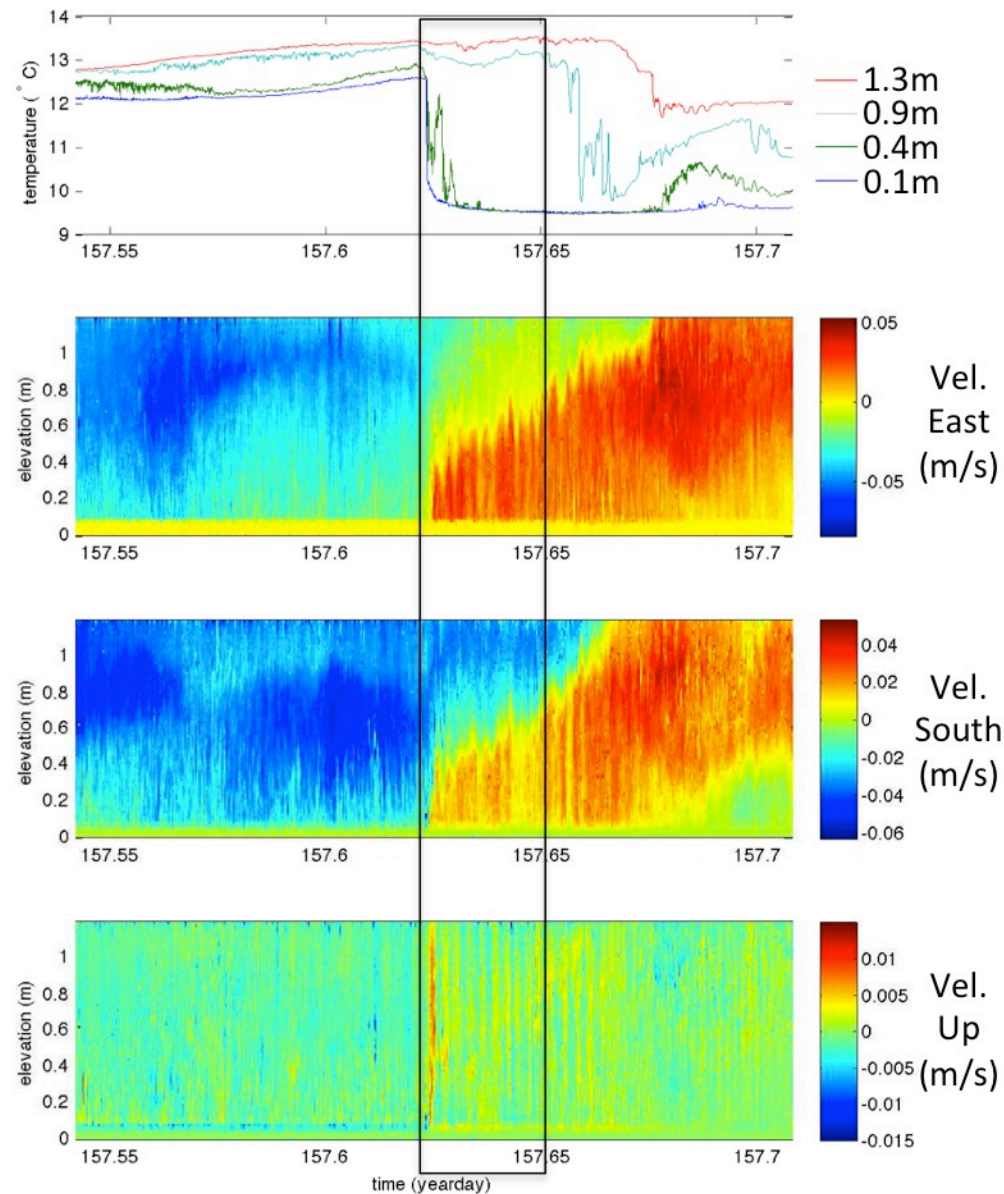 14
13
12
11
10
9
temperature (°C)
157.55 157.6 157.65 157.7
1.3m
0.9m
0.4m
0.1m
1
0.8
0.6
0.4
0.2
0
elevation (m)
157.55 157.6 157.65 157.7
0.05
0
-0.05
Vel.
East
(m/s)
1
0.8
0.6
0.4
0.2
0
elevation (m)
157.55 157.6 157.65 157.7
0.04
0.02
0
-0.02
-0.04
-0.06
Vel.
South
(m/s)
1
0.8
0.6
0.4
0.2
0
elevation (m)
157.55 157.6 157.65 157.7
time (yearday)
0.01
0.005
0
-0.005
-0.01
-0.015
Vel.
Up
(m/s)